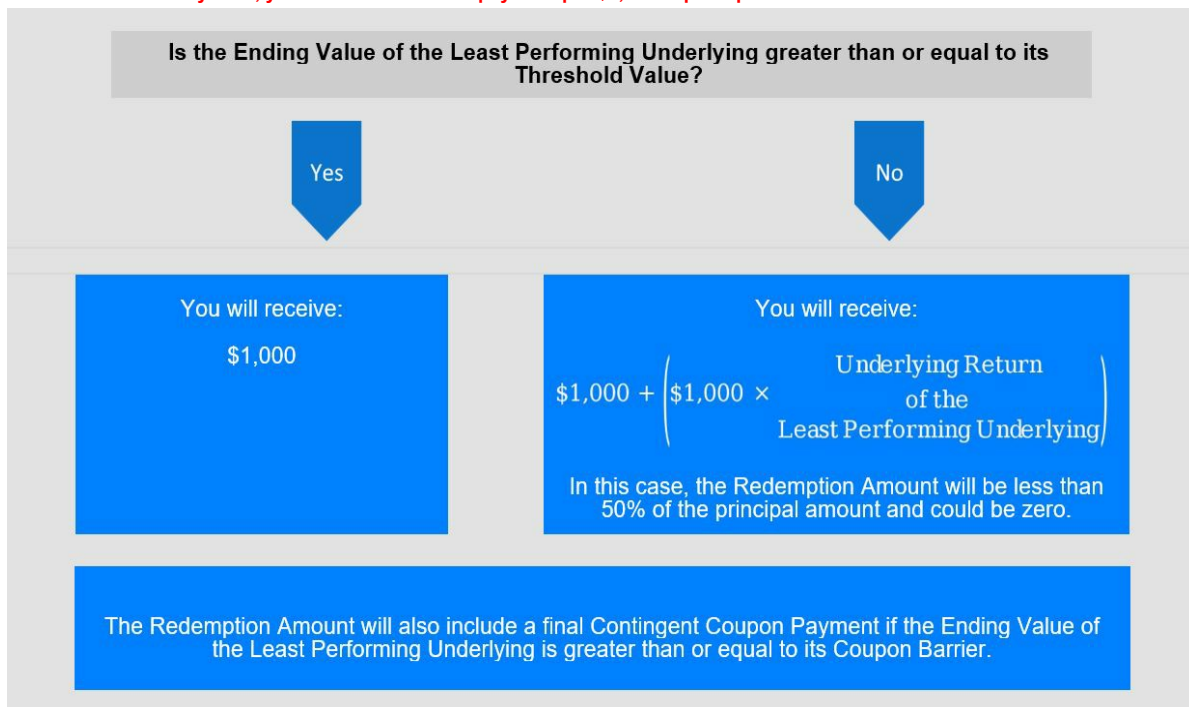 Is the Ending Value of the Least Performing Underlying greater than or equal to its
Threshold Value?
Yes
No
You will receive:
$1,000
You will receive:
$1,000 + ($1,000 × Underlying Return
of the
Least Performing Underlying)
In this case, the Redemption Amount will be less than
50% of the principal amount and could be zero.
The Redemption Amount will also include a final Contingent Coupon Payment if the Ending Value of
the Least Performing Underlying is greater than or equal to its Coupon Barrier.